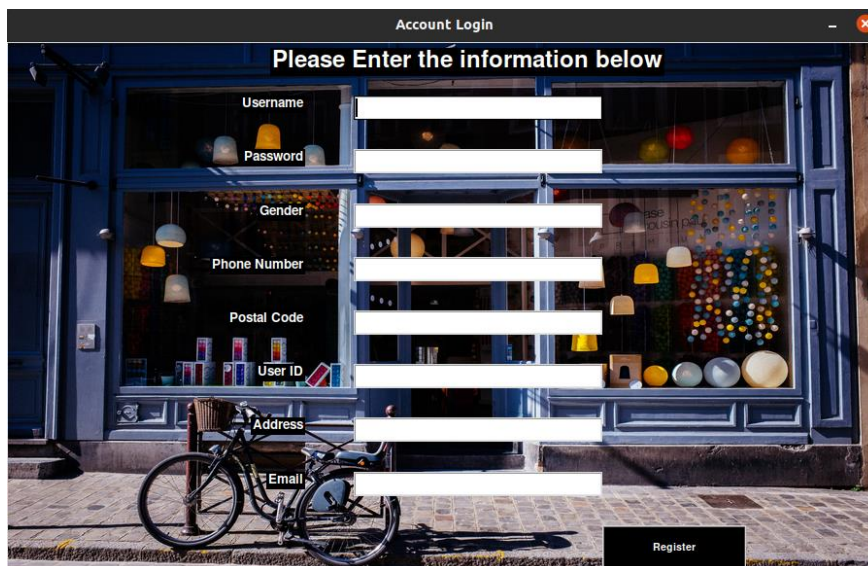 Account Login
Please Enter the information below
Username
Password
Gender
Phone Number
Postal Code
User ID
Address
Email
Register